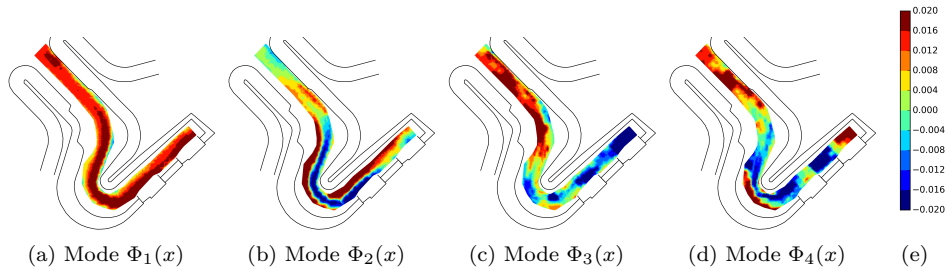 0.020
0.016
0.012
0.008
0.004
0.000
−0.004
−0.008
−0.012
−0.016
−0.020
(a) Mode Φ₁(x)
(b) Mode Φ₂(x)
(c) Mode Φ₃(x)
(d) Mode Φ₄(x)
(e)